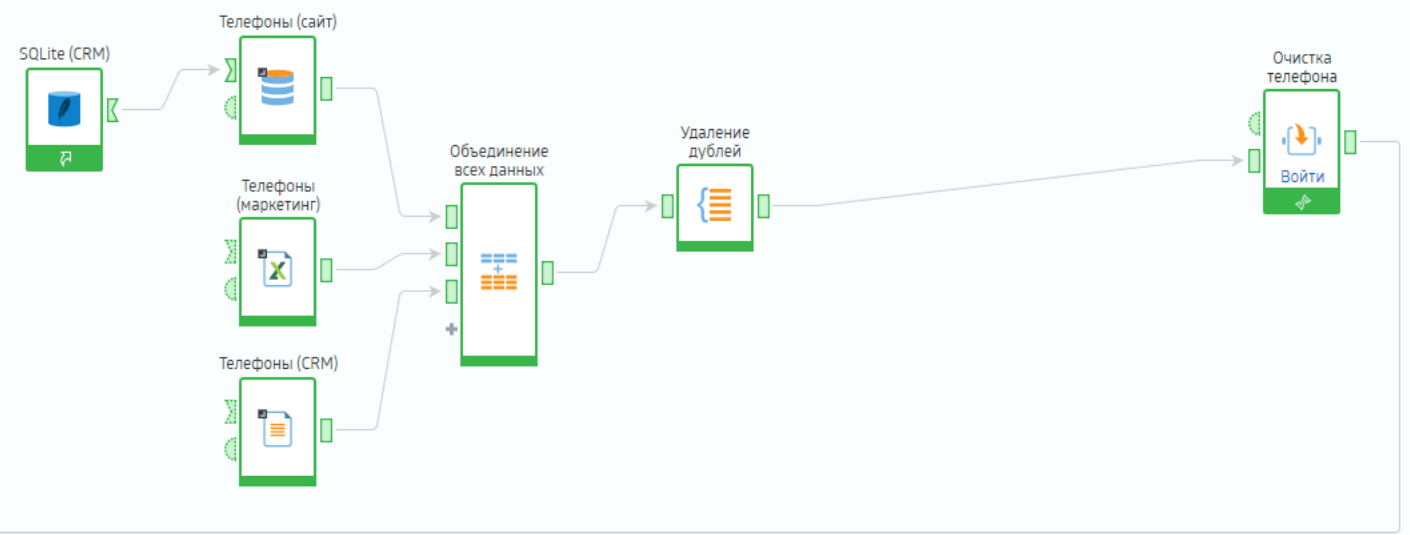 SQLite (CRM)
Телефоны (сайт)
Телефоны
(маркетинг)
Телефоны (CRM)
Объединение
всех данных
Удаление
дублей
Очистка
телефона
Войти